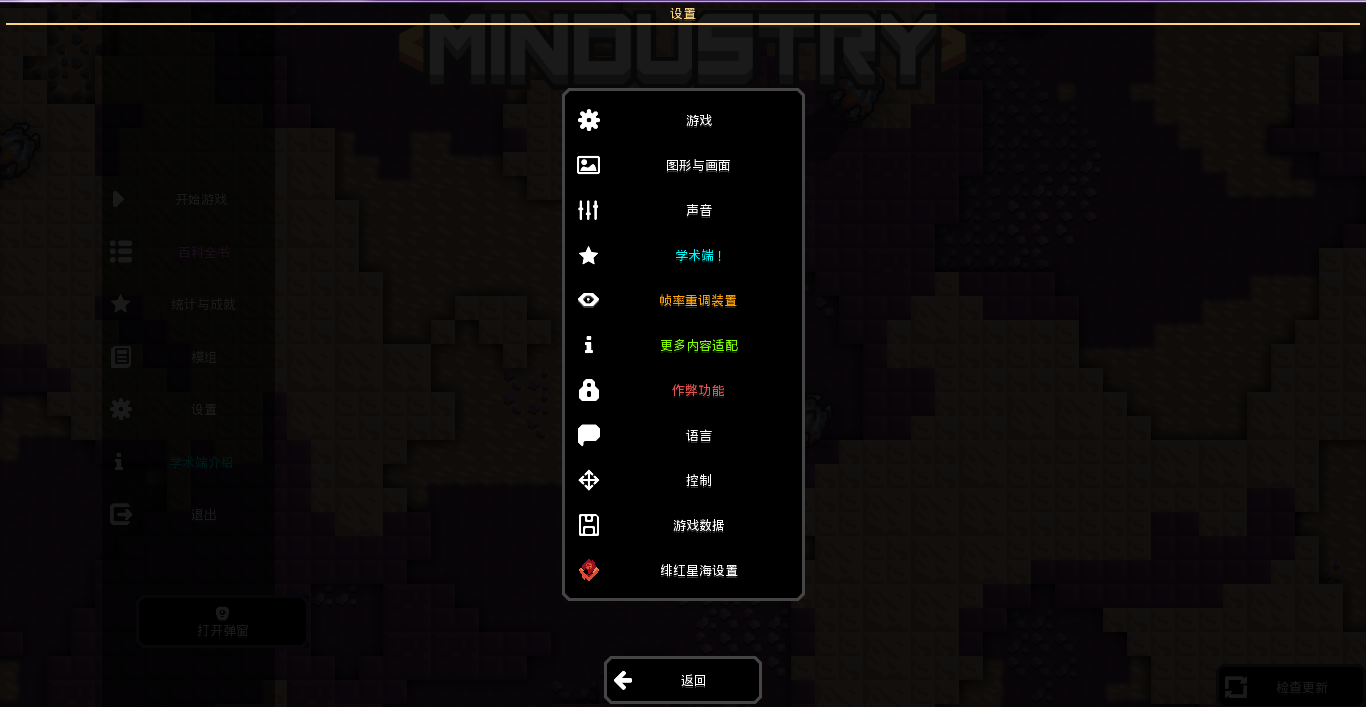 设置
MINDUSTRY
游戏
图形与画面
声音
学术端！
帧率重调装置
更多内容适配
作弊功能
语言
控制
游戏数据
绯红星海设置
返回
开始游戏
百科全书
统计与成就
模组
设置
学术端介绍
退出
打开弹窗
检查更新